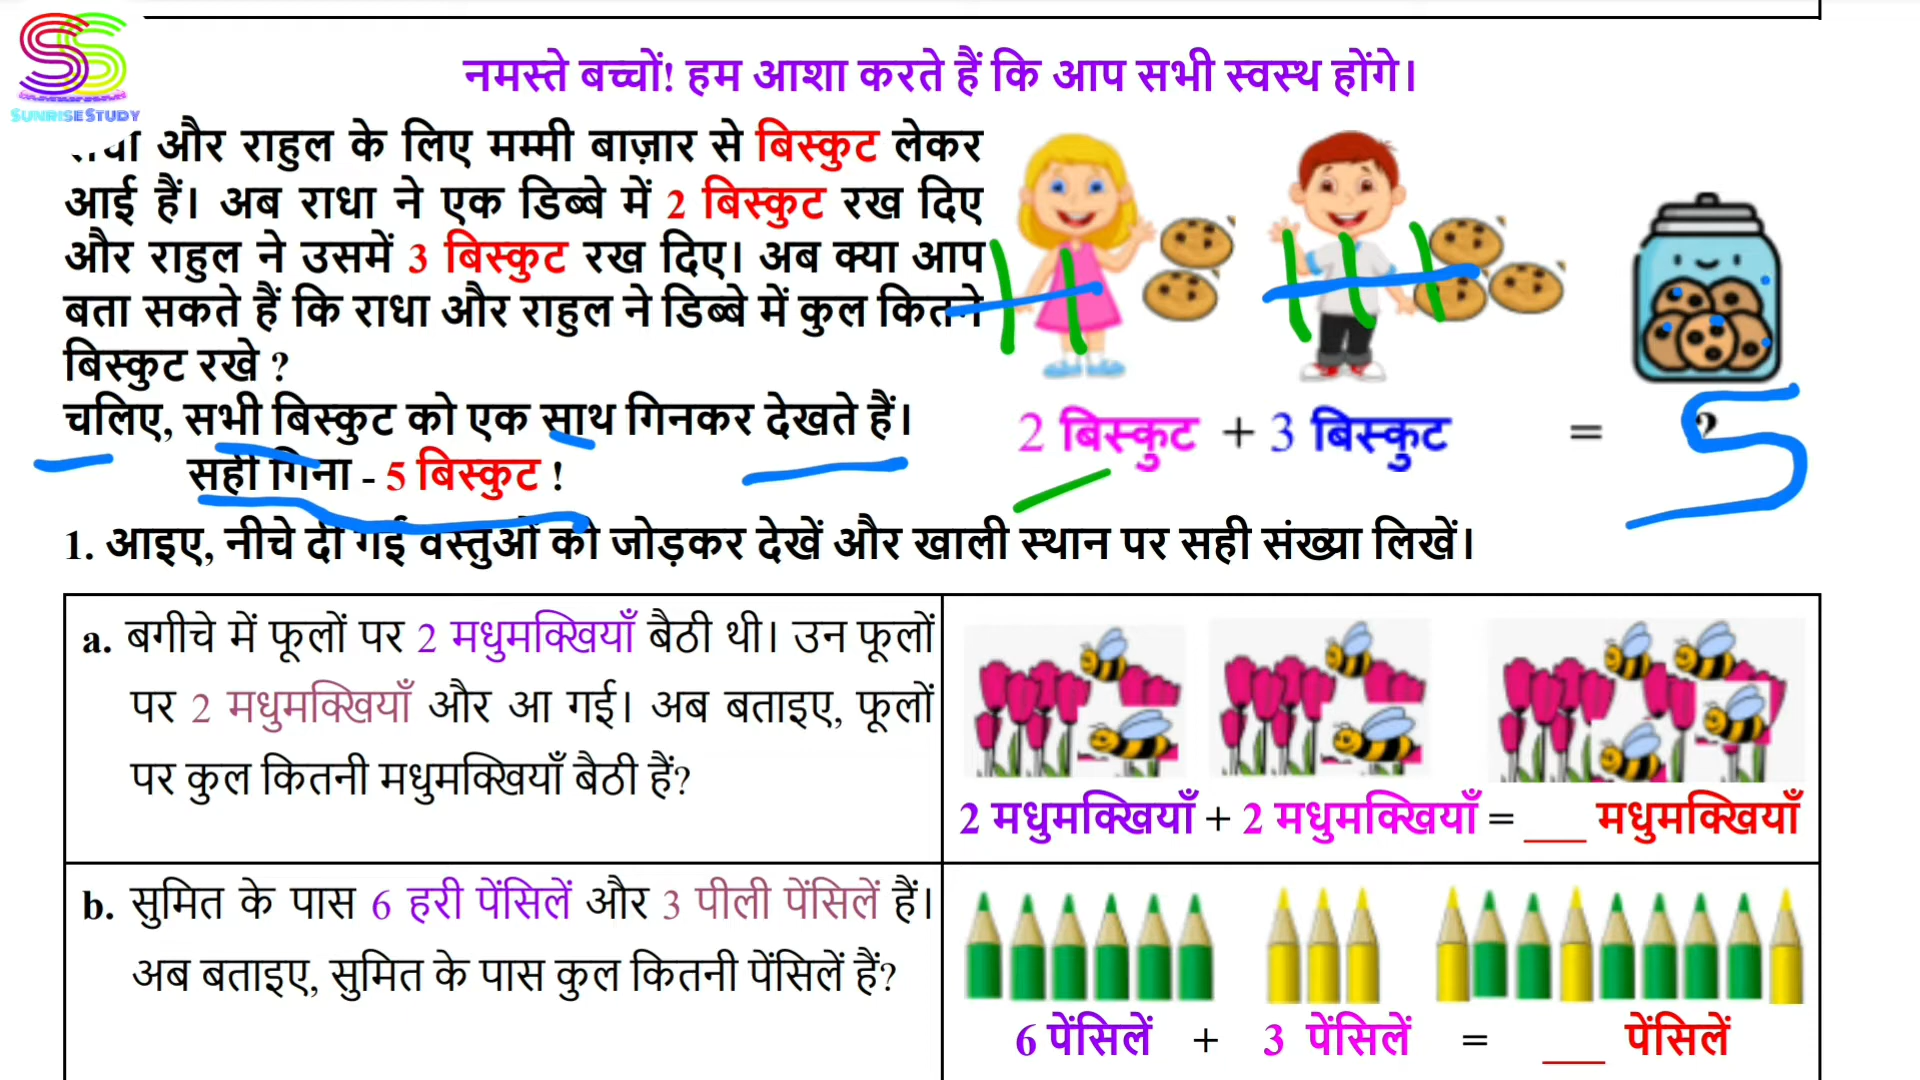 SUNRISE STUDY
नमस्ते बच्चों! हम आशा करते हैं कि आप सभी स्वस्थ होंगे।
और राहुल के लिए मम्मी बाज़ार से बिस्कुट लेकर
आई हैं। अब राधा ने एक डिब्बे में 2 बिस्कुट रख दिए
और राहुल ने उसमें 3 बिस्कुट रख दिए। अब क्या आप
बता सकते हैं कि राधा और राहुल ने डिब्बे में कुल कितने
बिस्कुट रखे ?
चलिए, सभी बिस्कुट को एक साथ गिनकर देखते हैं।
सही गिना - 5 बिस्कुट !
2 बिस्कुट + 3 बिस्कुट = ?
5
1. आइए, नीचे दी गई वस्तुओं को जोड़कर देखें और खाली स्थान पर सही संख्या लिखें।
a. बगीचे में फूलों पर 2 मधुमक्खियाँ बैठी थी। उन फूलों
पर 2 मधुमक्खियाँ और आ गई। अब बताइए, फूलों
पर कुल कितनी मधुमक्खियाँ बैठी हैं?
2 मधुमक्खियाँ + 2 मधुमक्खियाँ = ___ मधुमक्खियाँ
b. सुमित के पास 6 हरी पेंसिलें और 3 पीली पेंसिलें हैं।
अब बताइए, सुमित के पास कुल कितनी पेंसिलें हैं?
6 पेंसिलें + 3 पेंसिलें = ___ पेंसिलें